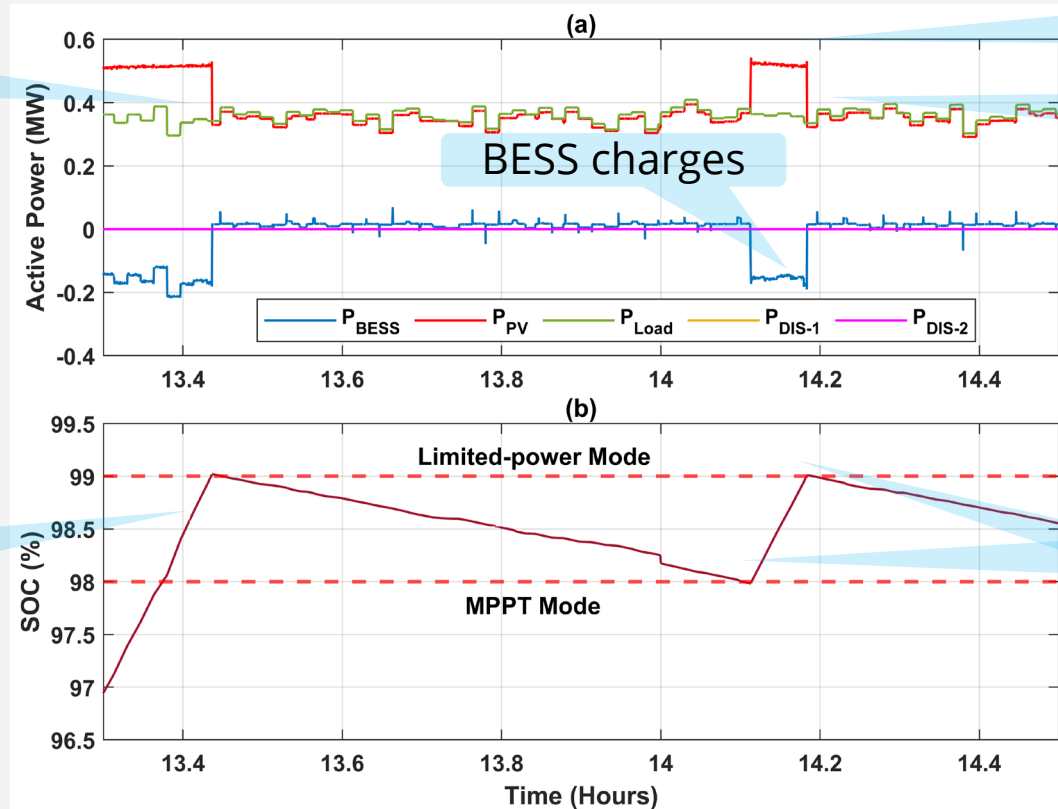 (a)
0.6
0.4
0.2
0
-0.2
-0.4
Active Power (MW)
BESS charges
P_BESS P_PV P_Load P_DIS-1 P_DIS-2
13.4 13.6 13.8 14 14.2 14.4
(b)
99.5
99
98.5
98
97.5
97
96.5
SOC (%)
Limited-power Mode
MPPT Mode
13.4 13.6 13.8 14 14.2 14.4
Time (Hours)